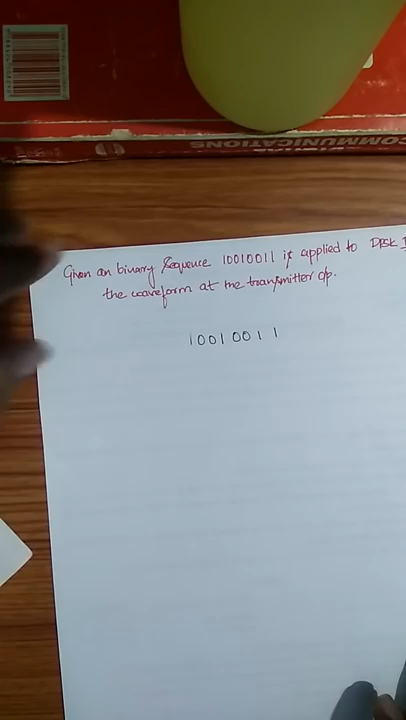 COMMUNICATIONS
Given an binary Sequence 10010011 is applied to DPSK
the waveform at the transmitter o/p.
10010011